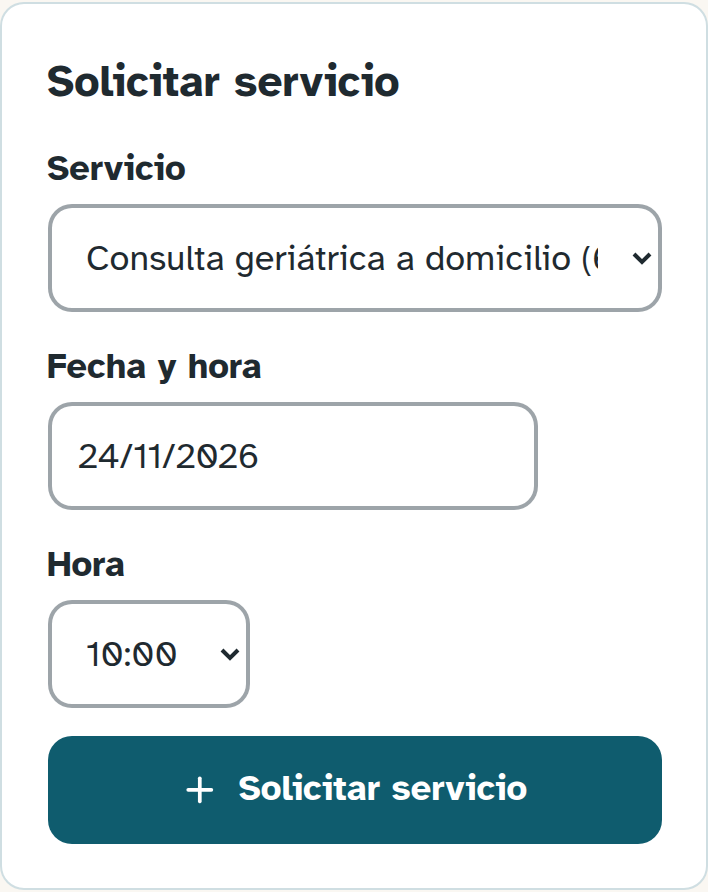 Solicitar servicio
Servicio
Consulta geriátrica a domicilio (
Fecha y hora
24/11/2026
Hora
10:00
+ Solicitar servicio